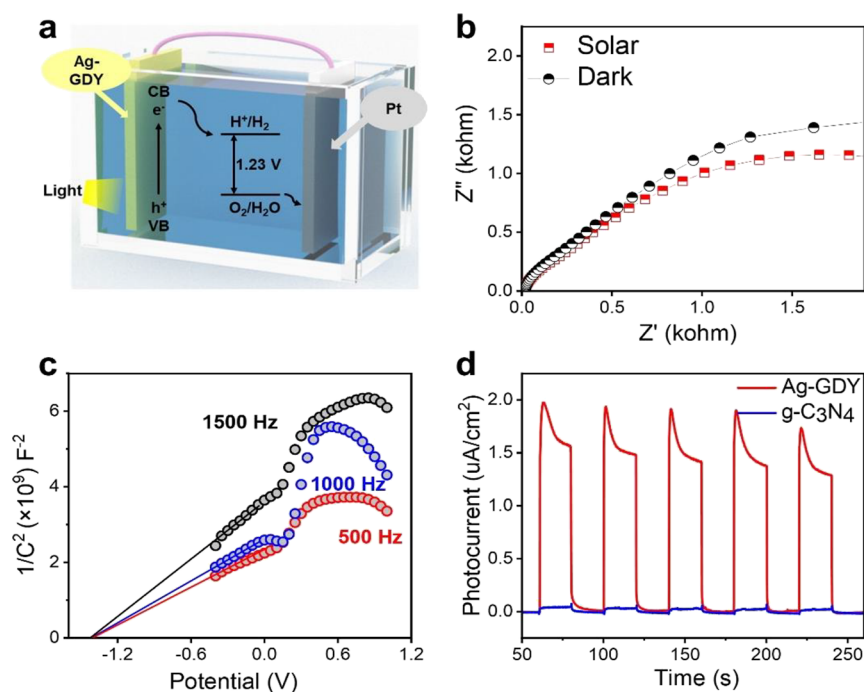 a
Ag-
GDY
CB
e⁻
H⁺/H₂
Pt
1.23 V
Light
h⁺
VB
O₂/H₂O
b
Solar
Dark
2.0
1.5
1.0
0.5
0.0
Z'' (kohm)
0.0 0.5 1.0 1.5
Z' (kohm)
c
6
4
2
0
1/C² (×10⁹) F⁻²
1500 Hz
1000 Hz
500 Hz
-1.2 -0.6 0.0 0.6 1.2
Potential (V)
d
Ag-GDY
g-C₃N₄
2.0
1.5
1.0
0.5
0.0
Photocurrent (uA/cm²)
50 100 150 200 250
Time (s)